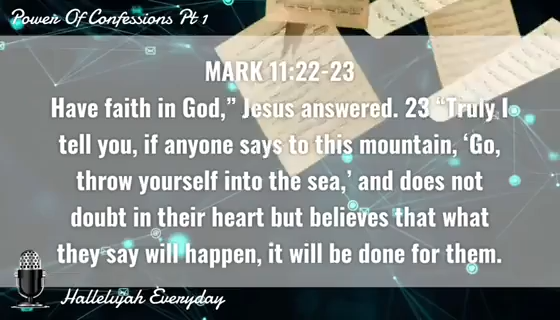 Power Of Confessions Pt 1
MARK 11:22-23
Have faith in God,” Jesus answered. 23 “Truly I
tell you, if anyone says to this mountain, ‘Go,
throw yourself into the sea,’ and does not
doubt in their heart but believes that what
they say will happen, it will be done for them.
Hallelujah Everyday